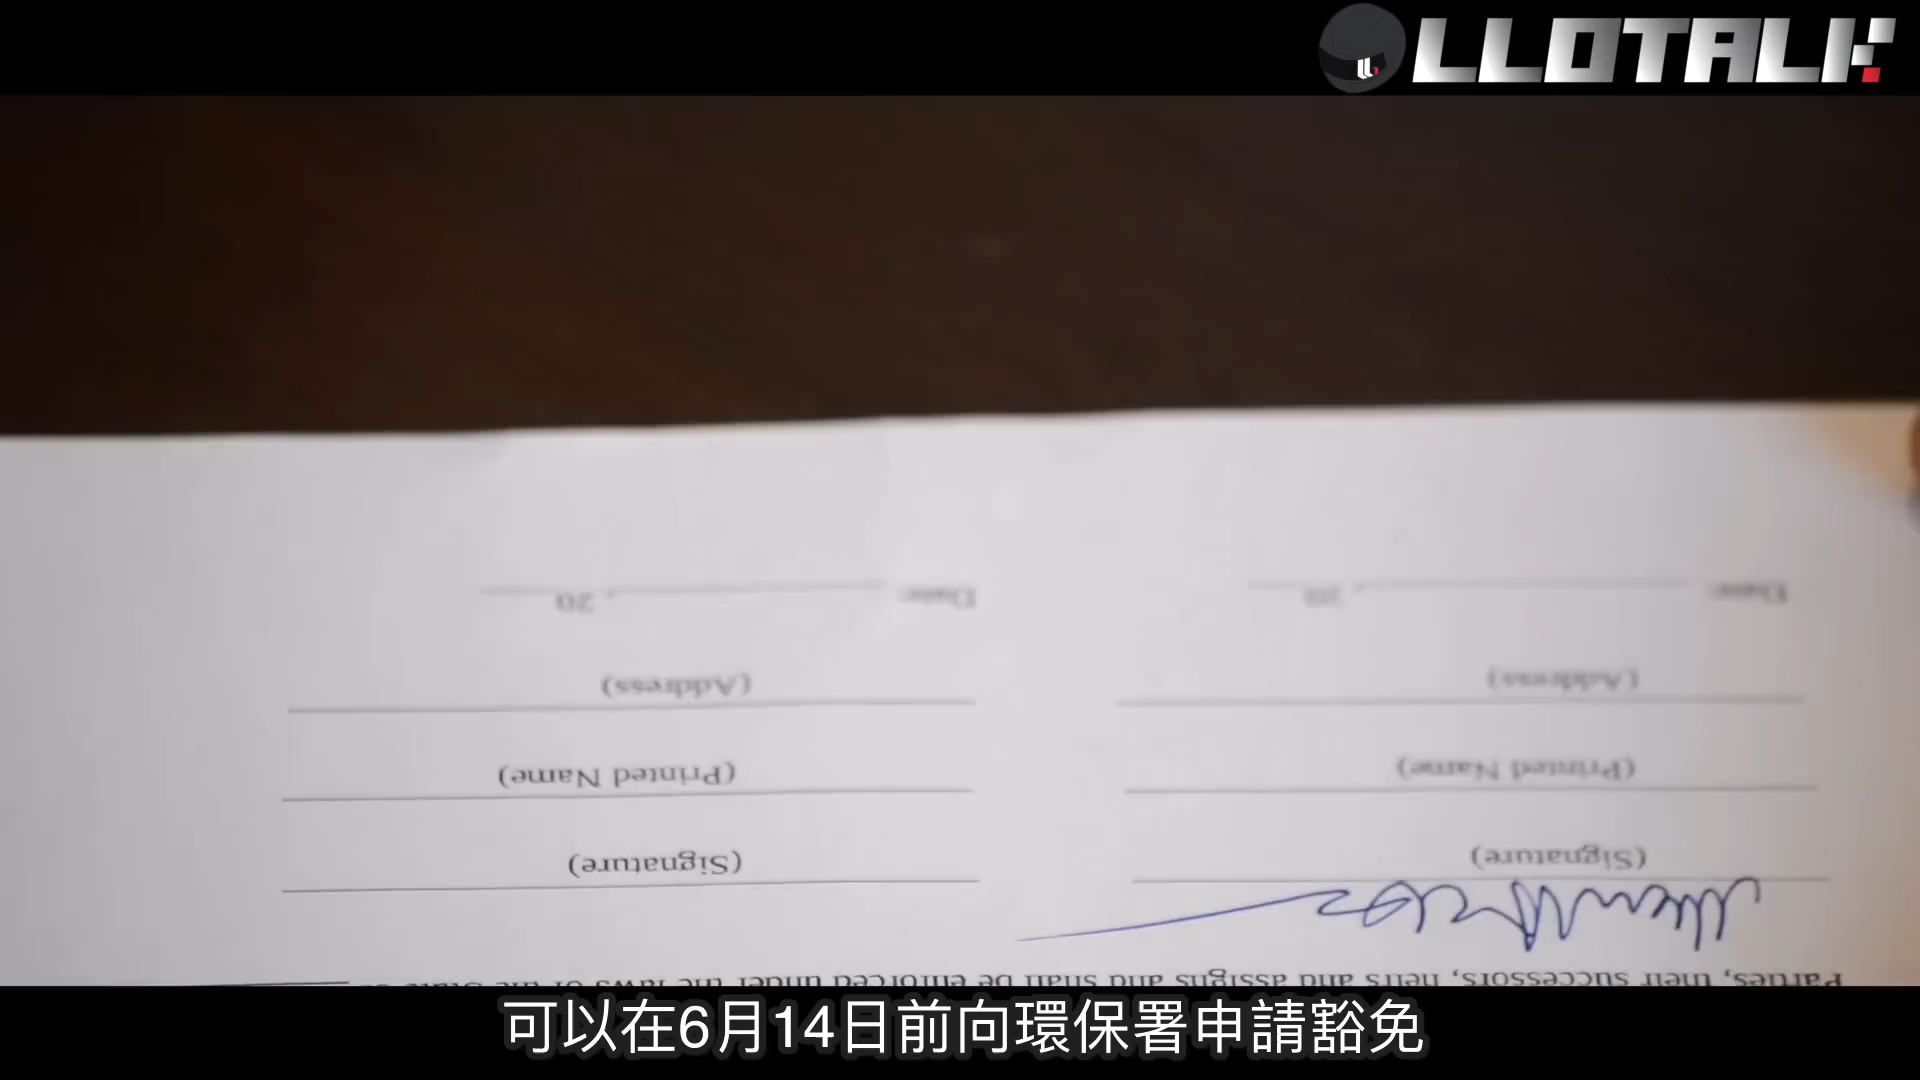 LLOTALK
Date: , 20
Date: , 20
(Address)
(Address)
(Printed Name)
(Printed Name)
(Signature)
(Signature)
Parties, their successors, heirs and assigns and shall be enforced under the laws of the State
可以在6月14日前向環保署申請豁免